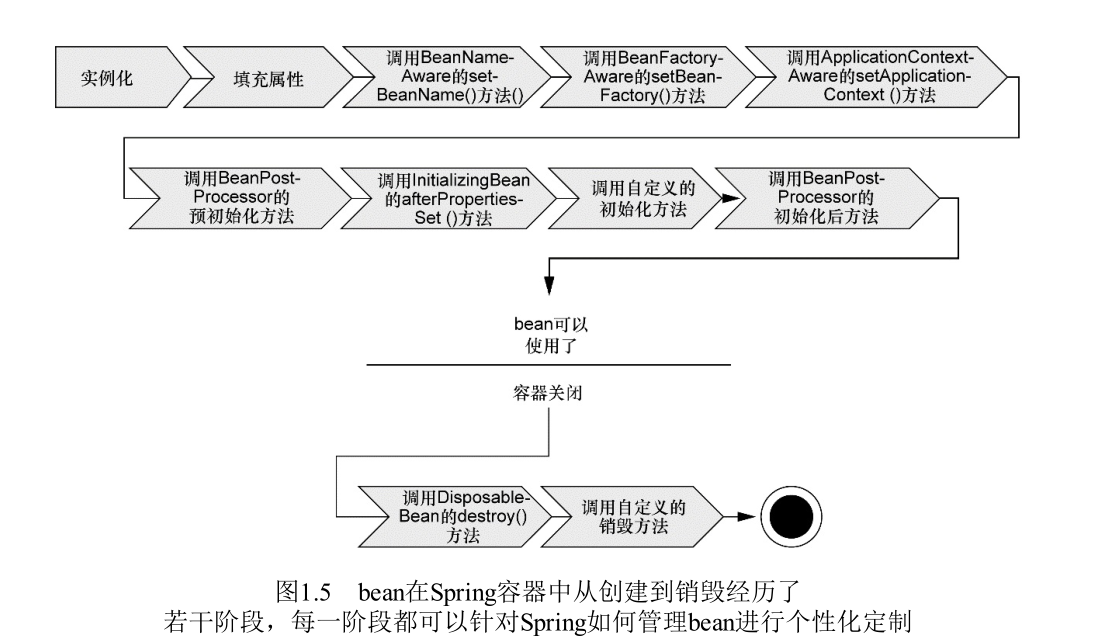 实例化
填充属性
调用BeanName-
Aware的set-
BeanName()方法()
调用BeanFactory-
Aware的setBean-
Factory()方法
调用ApplicationContext-
Aware的setApplication-
Context ()方法
调用BeanPost-
Processor的
预初始化方法
调用InitializingBean
的afterProperties-
Set ()方法
调用自定义的
初始化方法
调用BeanPost-
Processor的
初始化后方法
bean可以
使用了
容器关闭
调用Disposable-
Bean的destroy()
方法
调用自定义的
销毁方法
图1.5 bean在Spring容器中从创建到销毁经历了
若干阶段，每一阶段都可以针对Spring如何管理bean进行个性化定制